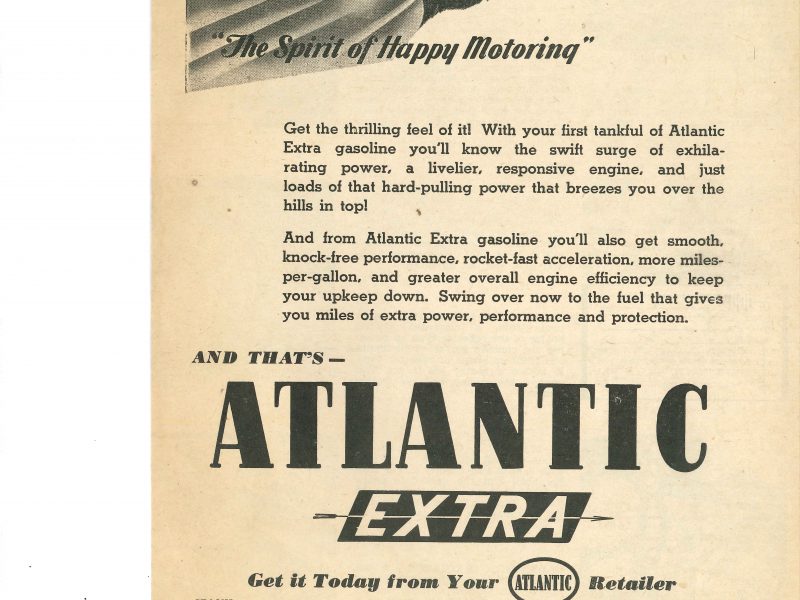 "The Spirit of Happy Motoring"
Get the thrilling feel of it! With your first tankful of Atlantic
Extra gasoline you'll know the swift surge of exhila-
rating power, a livelier, responsive engine, and just
loads of that hard-pulling power that breezes you over the
hills in top!
And from Atlantic Extra gasoline you'll also get smooth,
knock-free performance, rocket-fast acceleration, more miles-
per-gallon, and greater overall engine efficiency to keep
your upkeep down. Swing over now to the fuel that gives
you miles of extra power, performance and protection.
AND THAT'S—
ATLANTIC
EXTRA
Get it Today from Your ATLANTIC Retailer